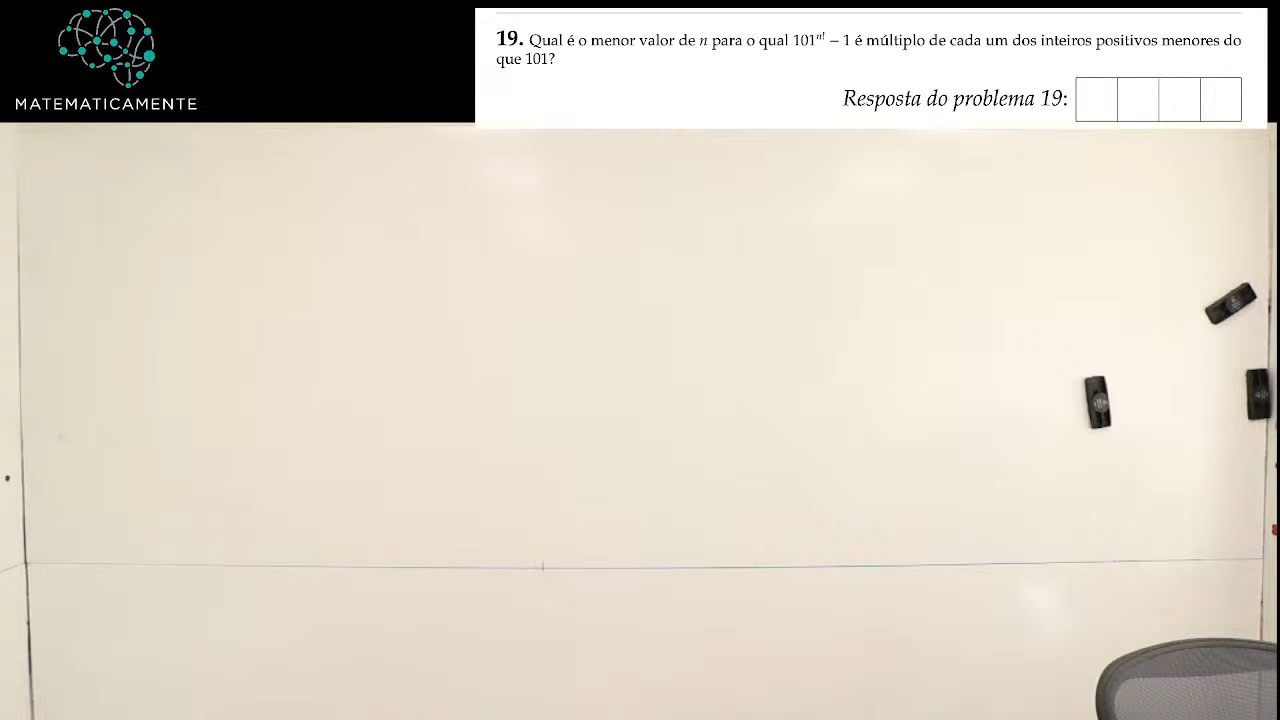 MATEMATICAMENTE
19. Qual é o menor valor de n para o qual 101^{n!} − 1 é múltiplo de cada um dos inteiros positivos menores do
que 101?
Resposta do problema 19: